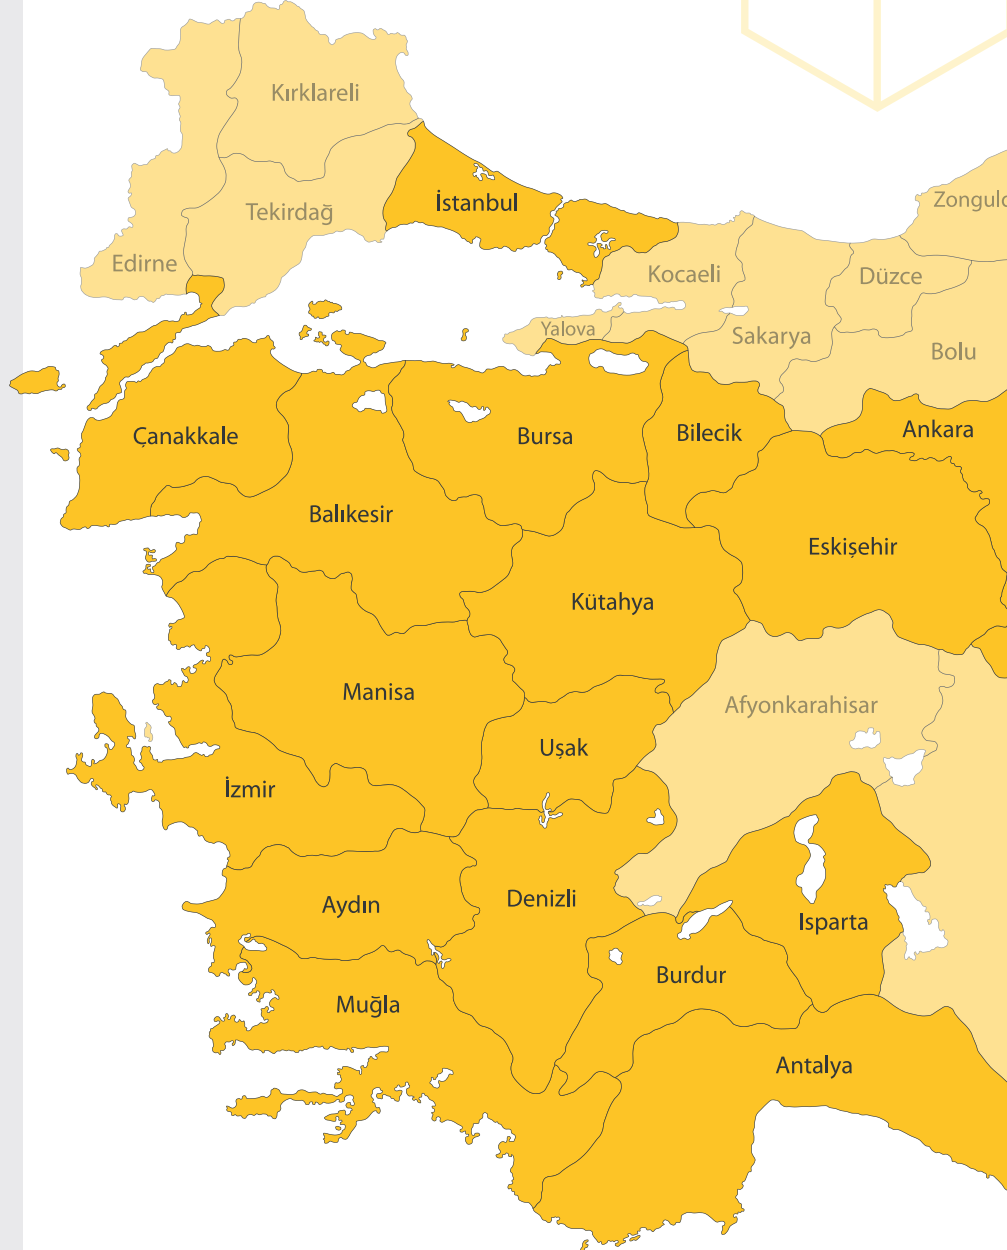 Kırklareli
İstanbul
Tekirdağ
Edirne
Kocaeli
Düzce
Yalova
Sakarya
Bolu
Çanakkale
Bursa
Bilecik
Ankara
Balıkesir
Eskişehir
Kütahya
Manisa
Afyonkarahisar
Uşak
İzmir
Aydın
Denizli
Isparta
Burdur
Muğla
Antalya